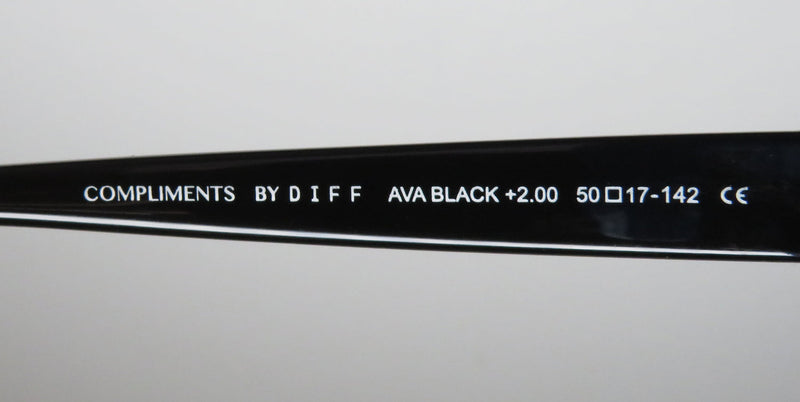 COMPLIMENTS BY DIFF AVA BLACK +2.00 50□17-142 CE